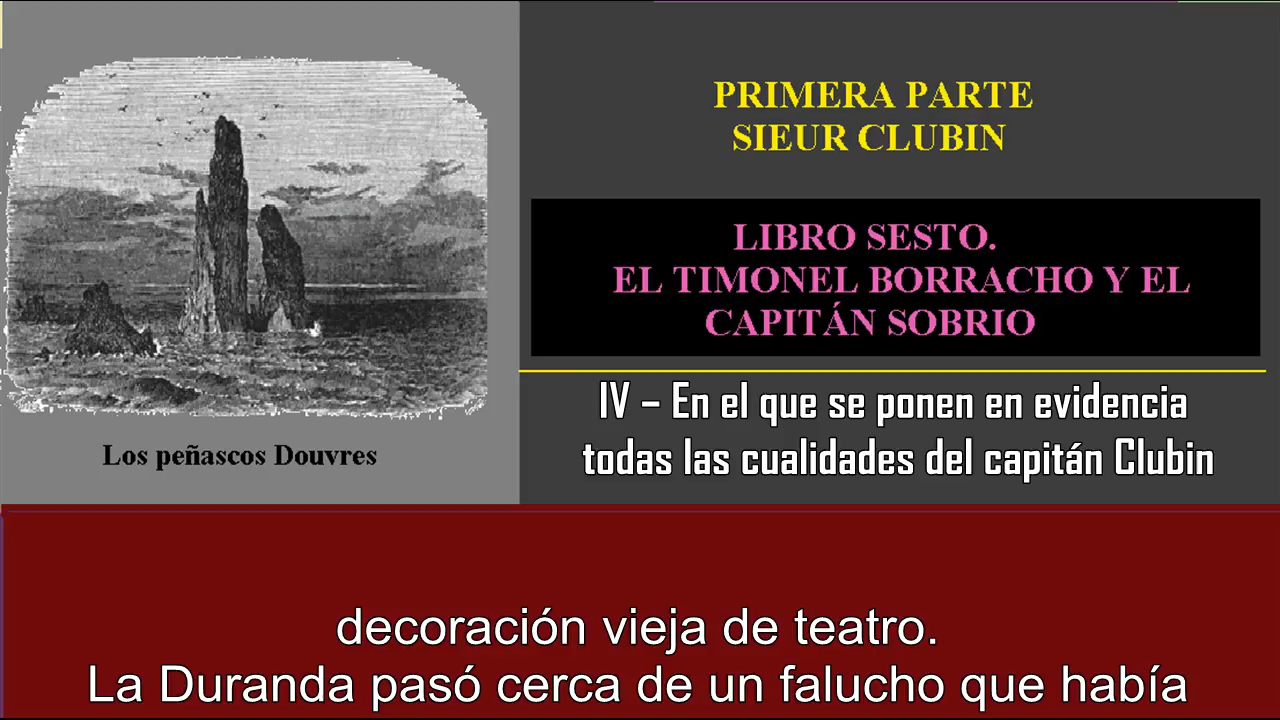 PRIMERA PARTE
SIEUR CLUBIN
LIBRO SESTO.
EL TIMONEL BORRACHO Y EL
CAPITÁN SOBRIO
IV – En el que se ponen en evidencia
todas las cualidades del capitán Clubin
Los peñascos Douvres
decoración vieja de teatro.
La Duranda pasó cerca de un falucho que había